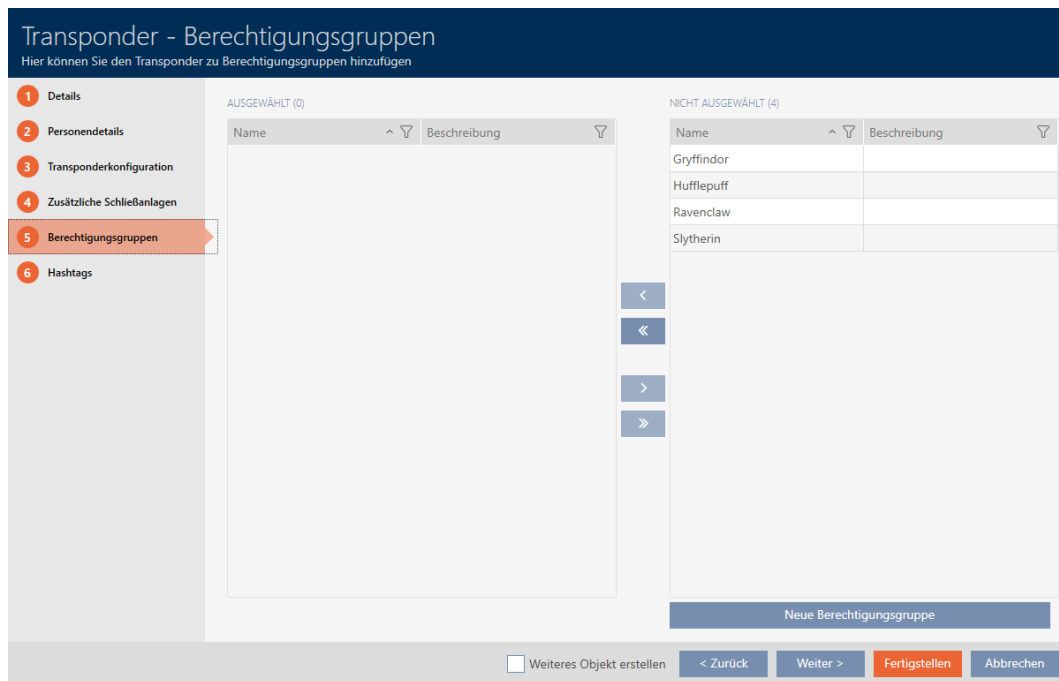 Transponder - Berechtigungsgruppen
Hier können Sie den Transponder zu Berechtigungsgruppen hinzufügen
1 Details
2 Personendetails
3 Transponderkonfiguration
4 Zusätzliche Schließanlagen
5 Berechtigungsgruppen
6 Hashtags
AUSGEWÄHLT (0)
Name Beschreibung
NICHT AUSGEWÄHLT (4)
Name Beschreibung
Gryffindor
Hufflepuff
Ravenclaw
Slytherin
Neue Berechtigungsgruppe
Weiteres Objekt erstellen < Zurück Weiter > Fertigstellen Abbrechen